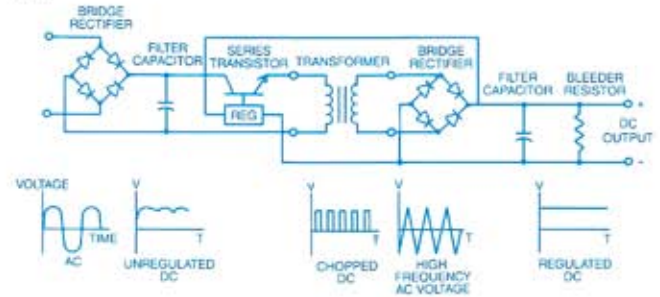 BRIDGE
RECTIFIER
FILTER
CAPACITOR
SERIES
TRANSISTOR
TRANSFORMER
BRIDGE
RECTIFIER
FILTER
CAPACITOR
BLEEDER
RESISTOR
REG
+
DC
OUTPUT
-
VOLTAGE
TIME
AC
V
T
UNREGULATED
DC
V
T
CHOPPED
DC
V
T
HIGH
FREQUENCY
AC VOLTAGE
V
T
REGULATED
DC